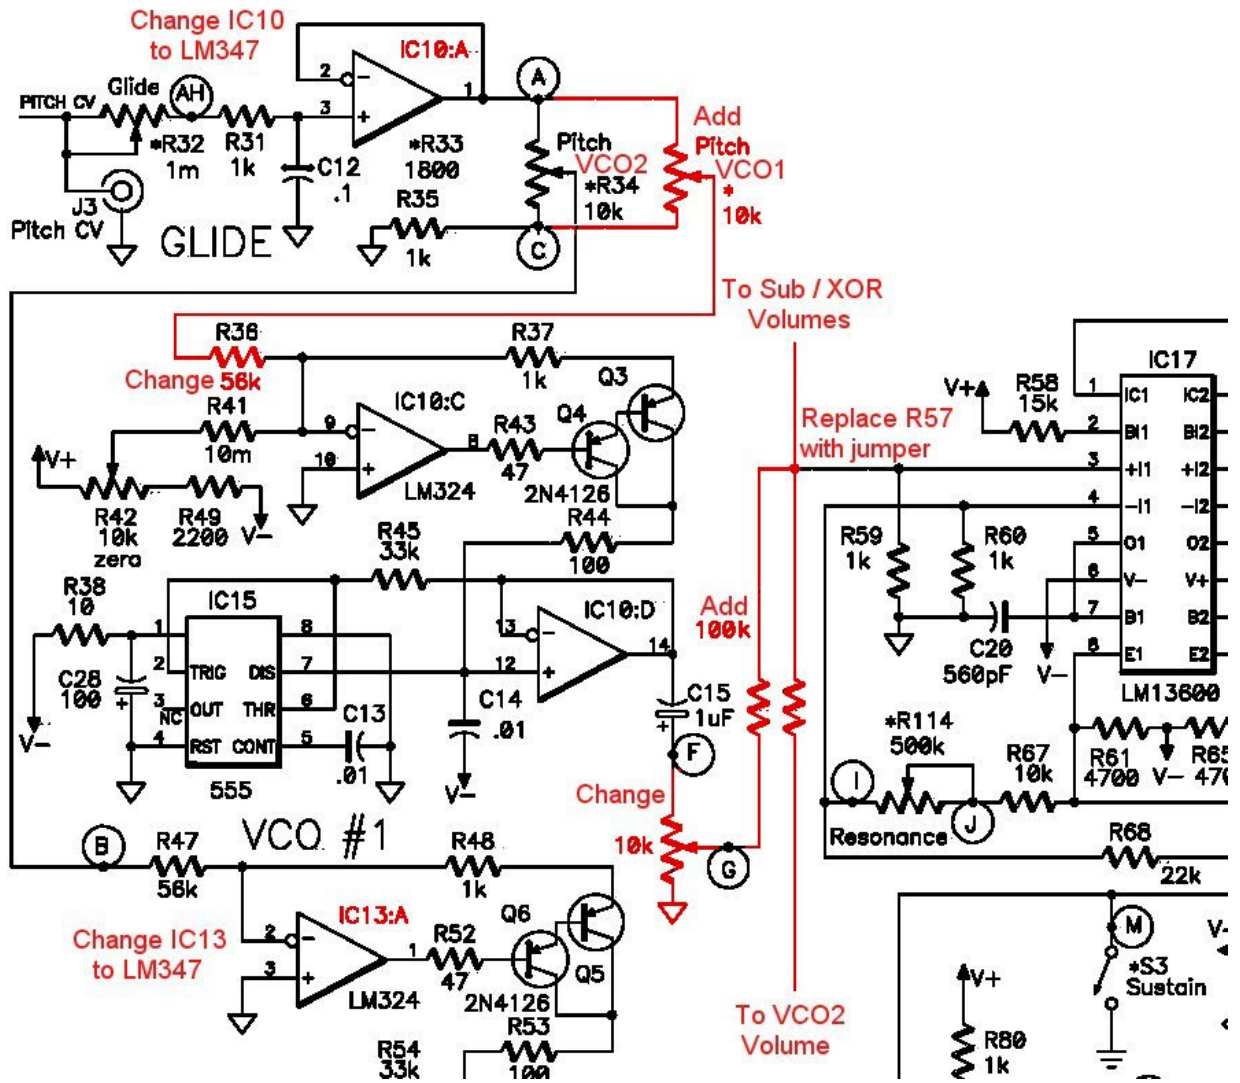 Change IC10
to LM347
IC10:A
2
-
1
3
+
PITCH CV
Glide
AH
*R32
1m
R31
1k
C12
.1
*R33
1800
J3
Pitch CV
GLIDE
R35
1k
A
Pitch
VCO2
*R34
10k
C
Add
Pitch
VCO1
*
10k
To Sub / XOR
Volumes
R36
Change 56k
R37
1k
Q3
IC10:C
R41
10m
9
-
10
+
8
R43
47
Q4
2N4126
LM324
V+
R42
10k
zero
R49
2200
V-
R44
100
R45
33k
Replace R57
with jumper
V+
R58
15k
IC17
1
IC1
IC2
2
BI1
BI2
3
+I1
+I2
4
-I1
-I2
5
O1
O2
6
V-
V+
7
B1
B2
8
E1
E2
LM13600
R59
1k
R60
1k
C20
560pF
V-
R38
10
IC15
1
8
2
TRIG
DIS
7
3
NC
OUT
THR
6
4
RST
CONT
5
555
C28
100
+
V-
C13
.01
IC10:D
13
-
12
+
14
C14
.01
V-
C15
1uF
+
F
Add
100k
Change
10k
G
*R114
500k
I
Resonance
J
R67
10k
R61
4700
V-
R65
470
R68
22k
VCO #1
B
R47
56k
R48
1k
IC13:A
Change IC13
to LM347
2
-
3
+
1
LM324
R52
47
Q6
Q5
2N4126
R53
100
R54
33k
To VCO2
Volume
M
*S3
Sustain
V-
V+
R80
1k